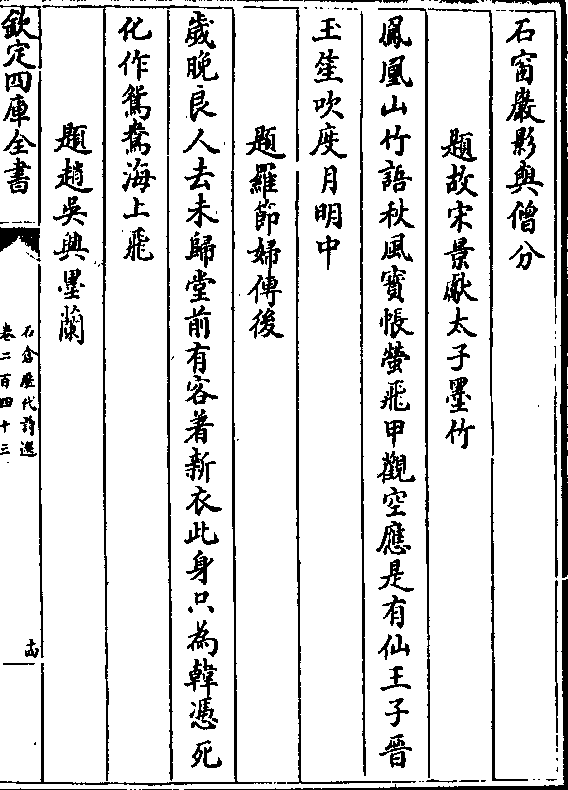 石窗巖影與僧分
題故宋景獻太子墨竹
鳳凰山竹語秋風寳帳螢飛甲觀空應是有仙王子晉
玉笙吹度月明中
題羅節婦傳後
歲晚良人去未歸堂前有客著新衣此身只為韓憑死
化作鴛鴦海上飛
題趙吳興墨蘭
欽定四庫全書
石倉歷代詩選
卷二百四十三
十四